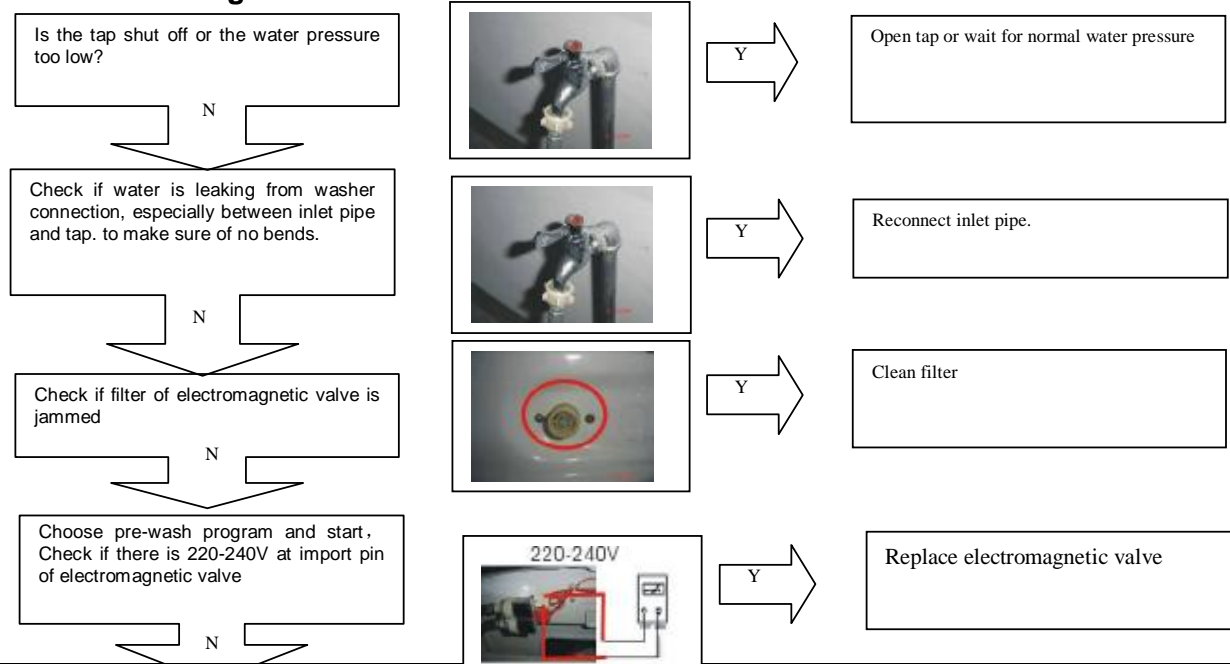 Is the tap shut off or the water pressure
too low?
Y
Open tap or wait for normal water pressure
N
Check if water is leaking from washer
connection, especially between inlet pipe
and tap. to make sure of no bends.
Y
Reconnect inlet pipe.
N
Check if filter of electromagnetic valve is
jammed
Y
Clean filter
N
Choose pre-wash program and start,
Check if there is 220-240V at import pin
of electromagnetic valve
220-240V
Y
Replace electromagnetic valve
N